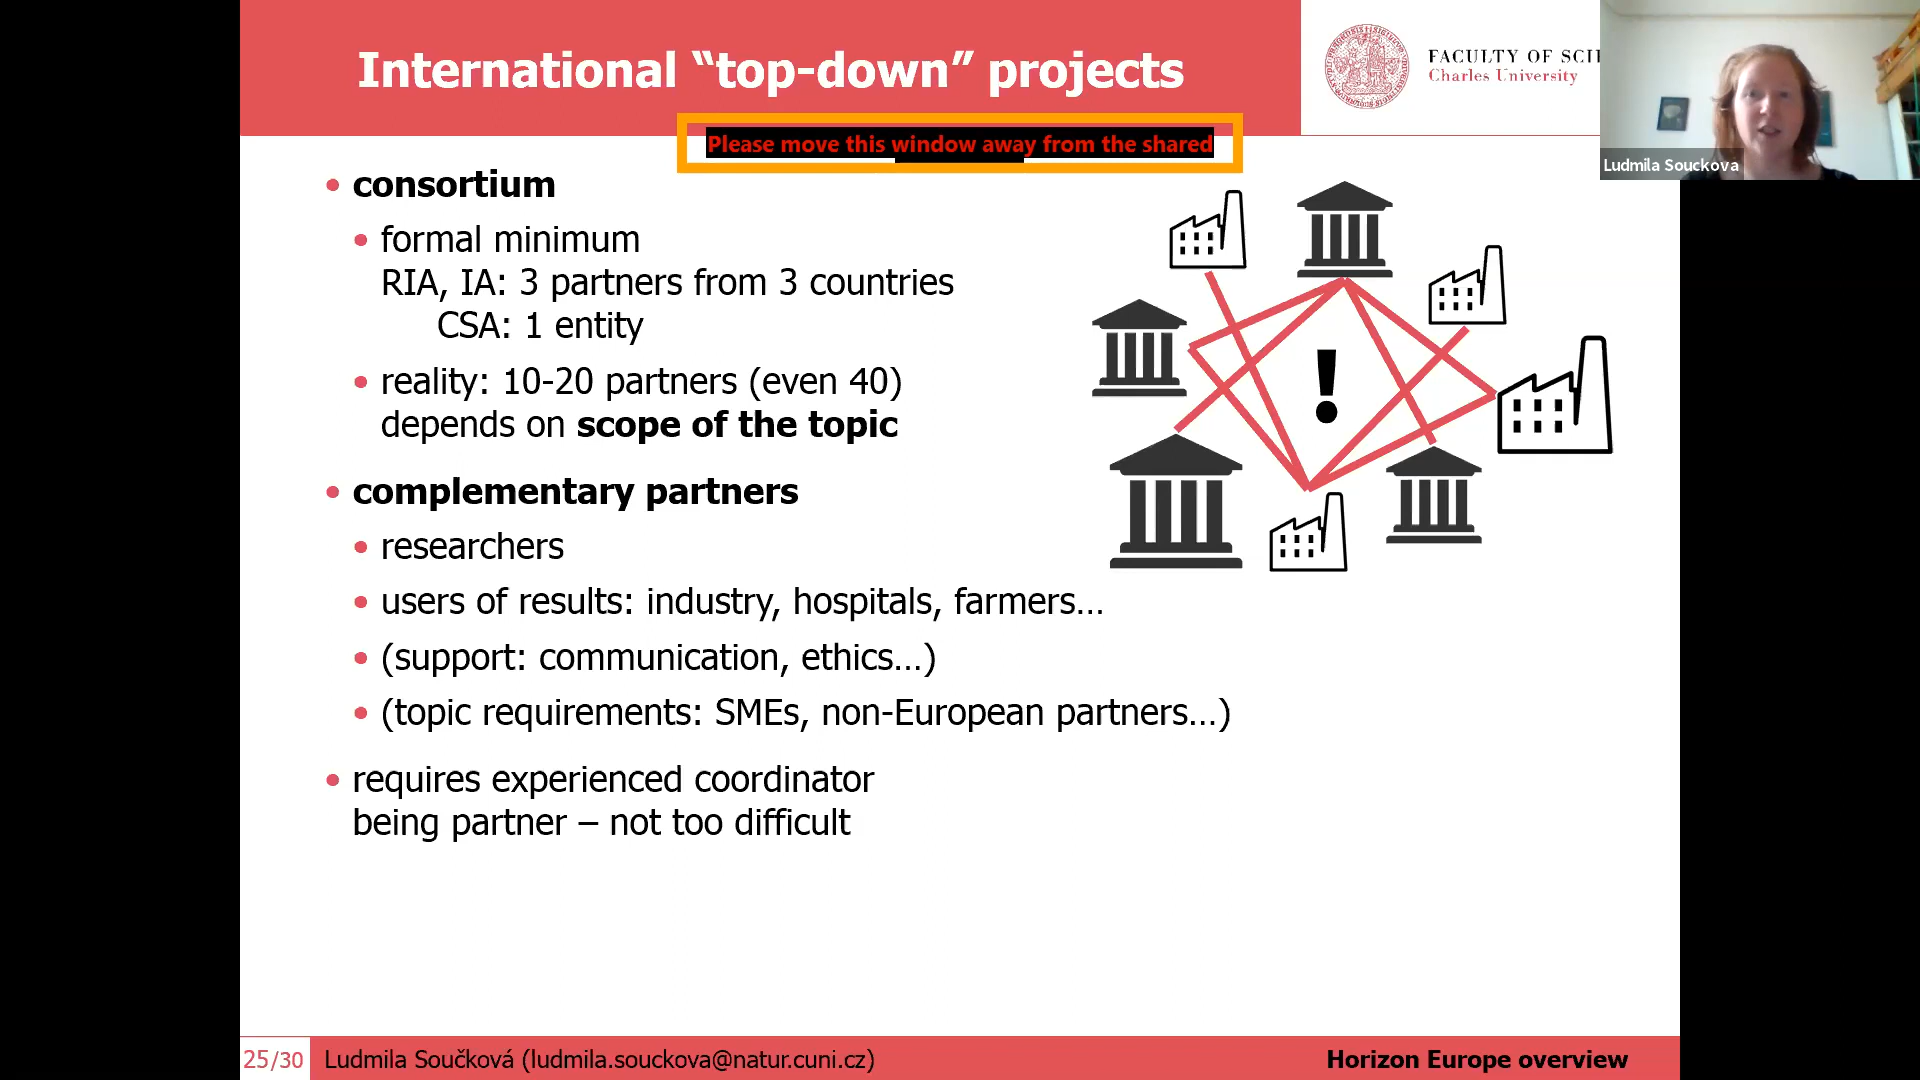 International “top-down” projects
FACULTY OF SCI
Charles University
Please move this window away from the shared
Ludmila Souckova
• consortium
• formal minimum
RIA, IA: 3 partners from 3 countries
CSA: 1 entity
• reality: 10-20 partners (even 40)
depends on scope of the topic
!
• complementary partners
• researchers
• users of results: industry, hospitals, farmers…
• (support: communication, ethics…)
• (topic requirements: SMEs, non-European partners…)
• requires experienced coordinator
being partner – not too difficult
25/30
Ludmila Součková (ludmila.souckova@natur.cuni.cz)
Horizon Europe overview